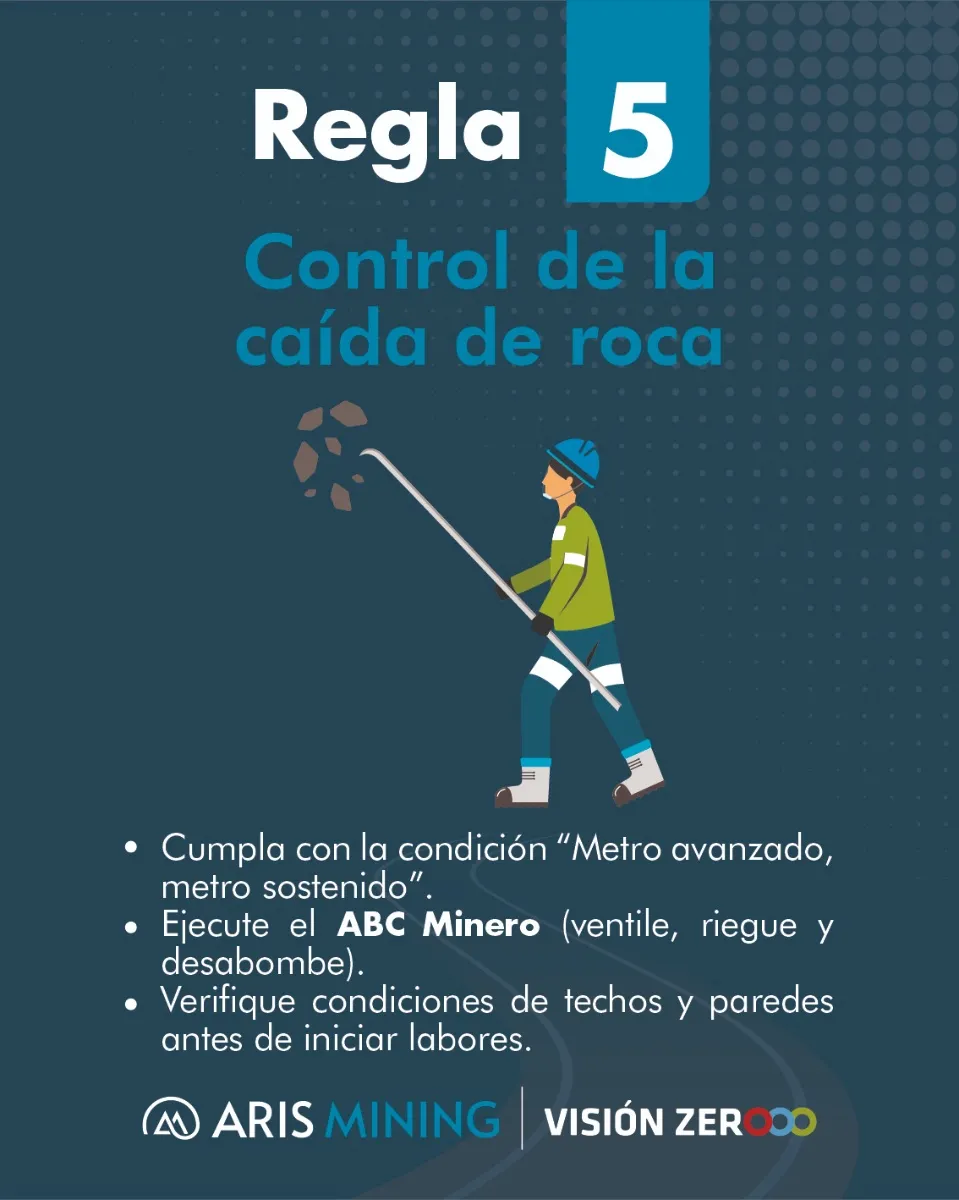 Regla 5
Control de la
caída de roca
• Cumpla con la condición “Metro avanzado,
metro sostenido”.
• Ejecute el ABC Minero (ventile, riegue y
desabombe).
• Verifique condiciones de techos y paredes
antes de iniciar labores.
ARIS MINING | VISIÓN ZEROOO